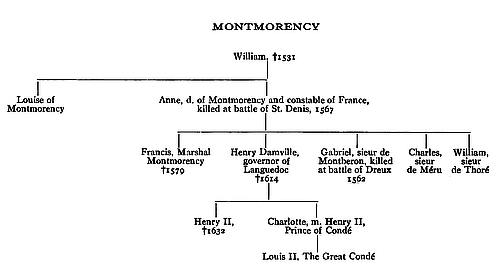 MONTMORENCY
William, †1531
Louise of
Montmorency
Anne, d. of Montmorency and constable of France,
killed at battle of St. Denis, 1567
Francis, Marshal
Montmorency
†1579
Henry Damville,
governor of
Languedoc
†1614
Gabriel, sieur de
Montberon, killed
at battle of Dreux
1562
Charles,
sieur
de Méru
William,
sieur
de Thoré
Henry II,
†1632
Charlotte, m. Henry II,
Prince of Condé
Louis II, The Great Condé